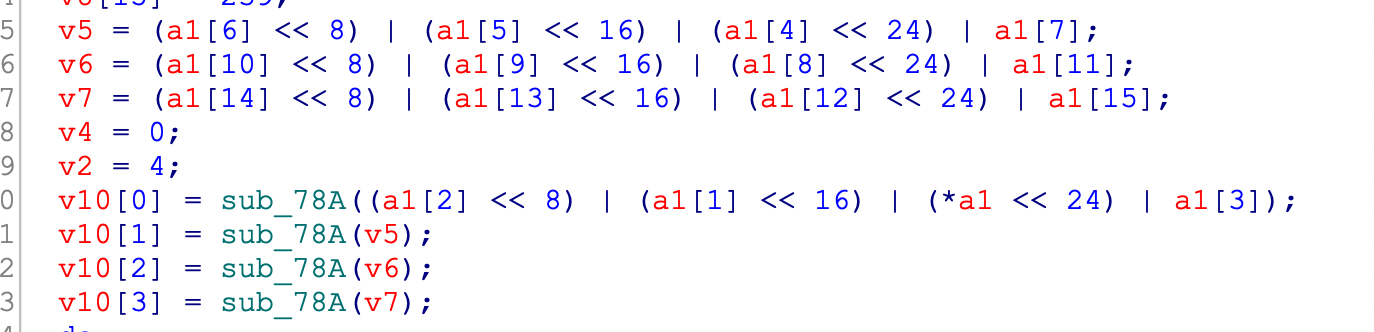 5 v5 = (a1[6] << 8) | (a1[5] << 16) | (a1[4] << 24) | a1[7];
6 v6 = (a1[10] << 8) | (a1[9] << 16) | (a1[8] << 24) | a1[11];
7 v7 = (a1[14] << 8) | (a1[13] << 16) | (a1[12] << 24) | a1[15];
8 v4 = 0;
9 v2 = 4;
0 v10[0] = sub_78A((a1[2] << 8) | (a1[1] << 16) | (*a1 << 24) | a1[3]);
1 v10[1] = sub_78A(v5);
2 v10[2] = sub_78A(v6);
3 v10[3] = sub_78A(v7);